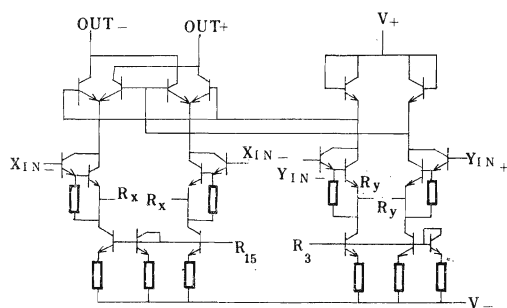 OUT- OUT+ V+
XIN- XIN- YIN- YIN+
Rx Rx Ry Ry
R15 R3
V-